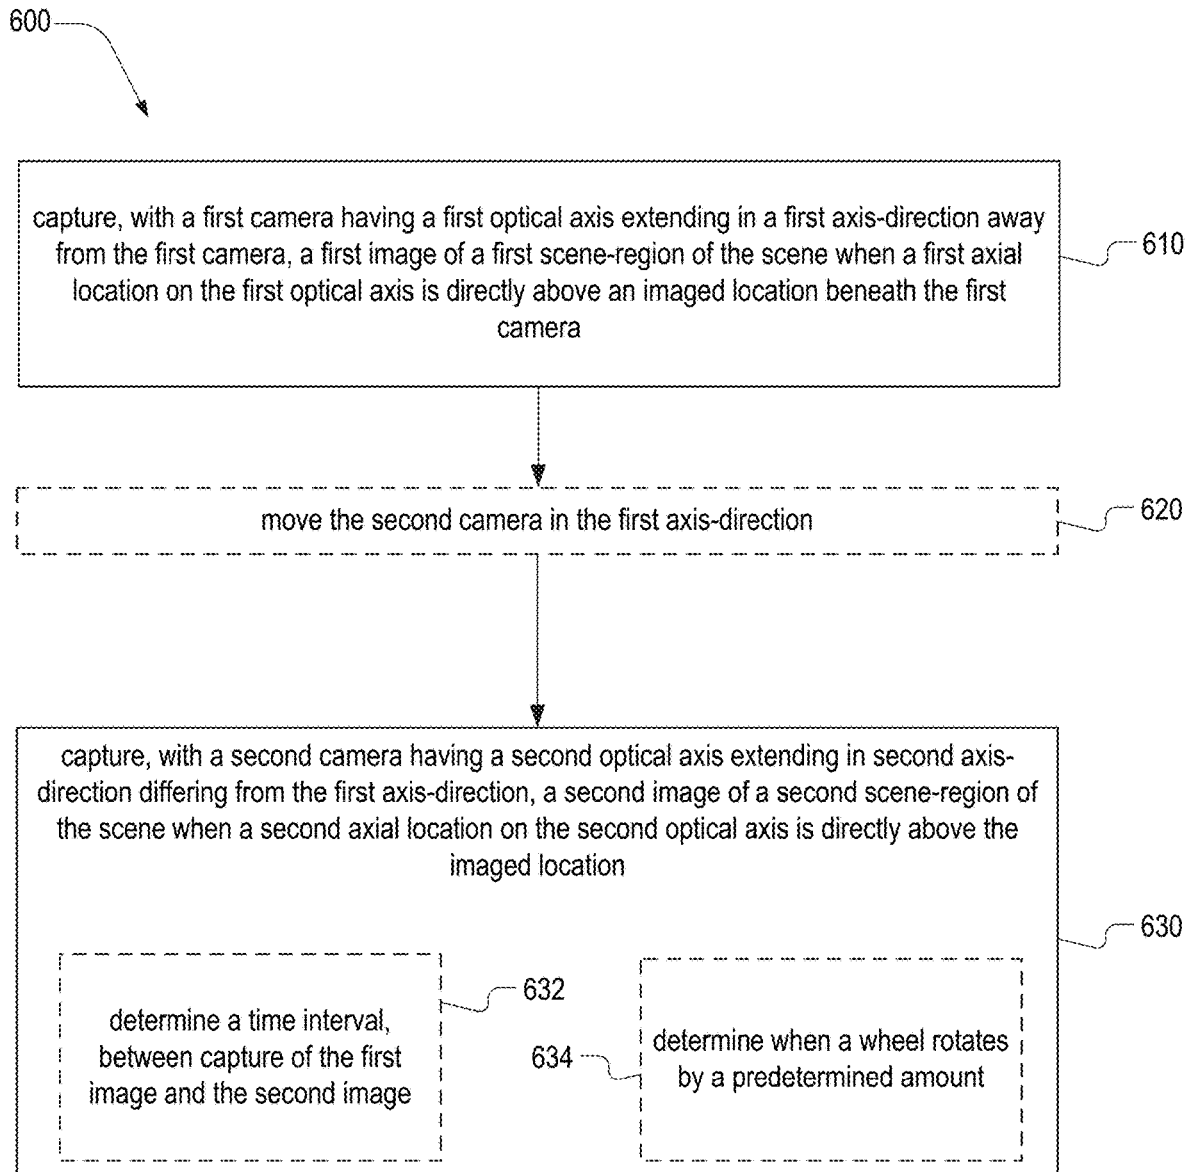 600
capture, with a first camera having a first optical axis extending in a first axis-direction away
from the first camera, a first image of a first scene-region of the scene when a first axial
location on the first optical axis is directly above an imaged location beneath the first
camera
610
move the second camera in the first axis-direction
620
capture, with a second camera having a second optical axis extending in second axis-
direction differing from the first axis-direction, a second image of a second scene-region of
the scene when a second axial location on the second optical axis is directly above the
imaged location
630
determine a time interval,
between capture of the first
image and the second image
632
634
determine when a wheel rotates
by a predetermined amount